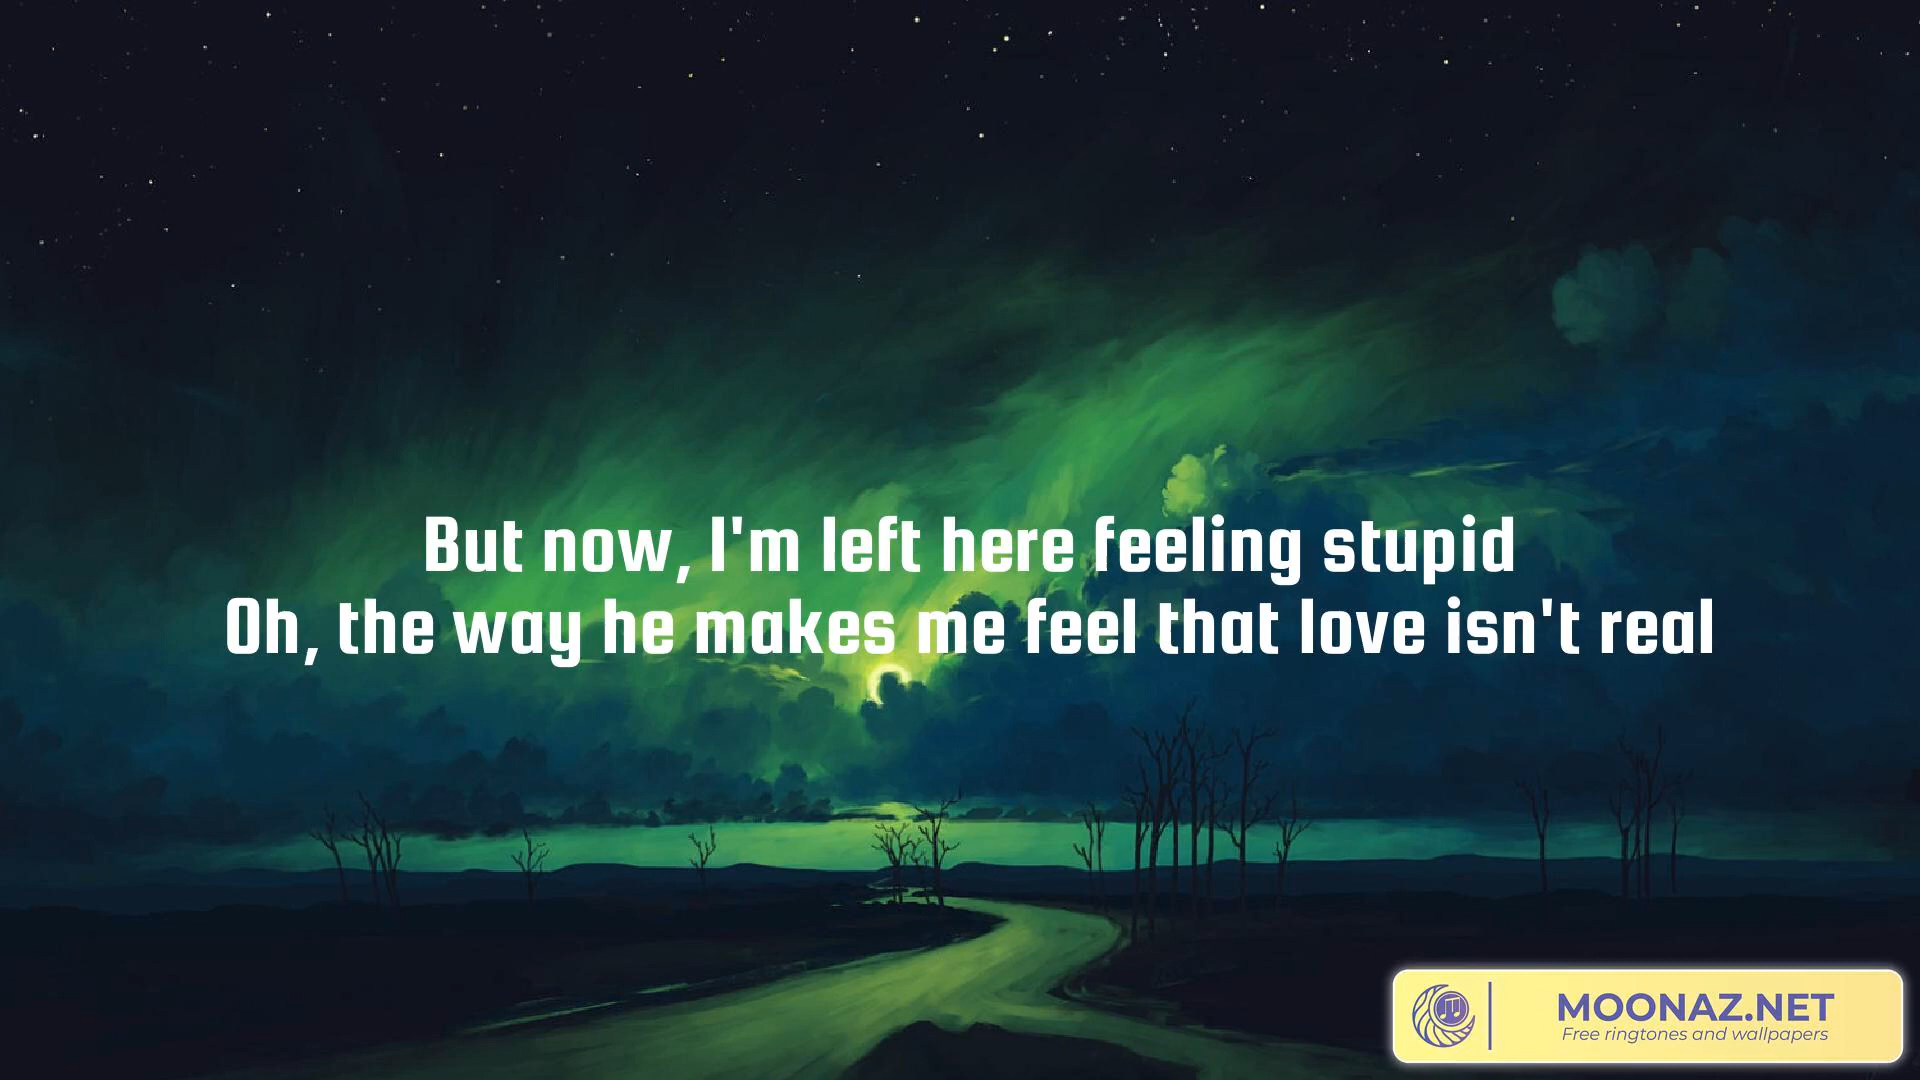 But now, I'm left here feeling stupid
Oh, the way he makes me feel that love isn't real
MOONAZ.NET
Free ringtones and wallpapers